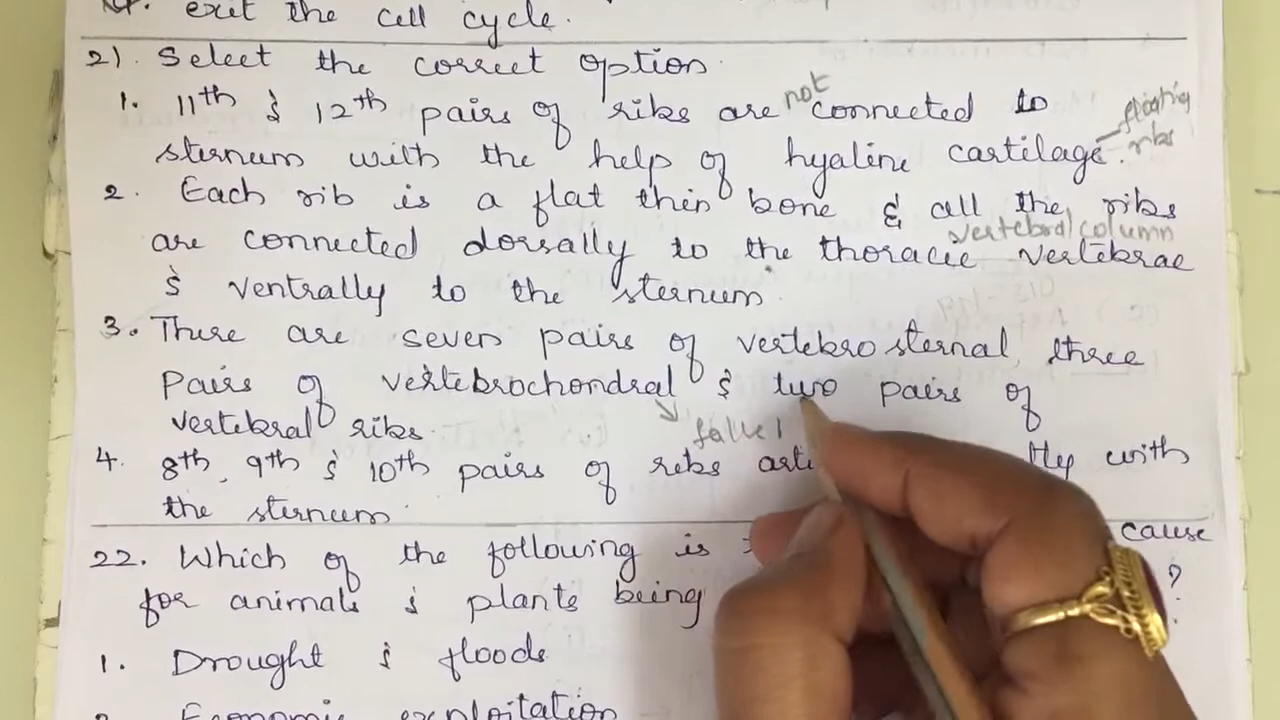 exit the cell cycle.
21. Select the correct option.
1. 11th & 12th pairs of ribs are not connected to
sternum with the help of hyaline cartilage. floating ribs
2. Each rib is a flat thin bone & all the ribs
are connected dorsally to the thoracic vertebrae
vertebral column
& ventrally to the sternum.
3. There are seven pairs of vertebrosternal, three
pairs of vertebrochondral & two pairs of
vertebral ribs.
4. 8th, 9th & 10th pairs of ribs with
the sternum.
22. Which of the following is cause
for animals & plants being ?
1. Drought & floods
2. Economic exploitation